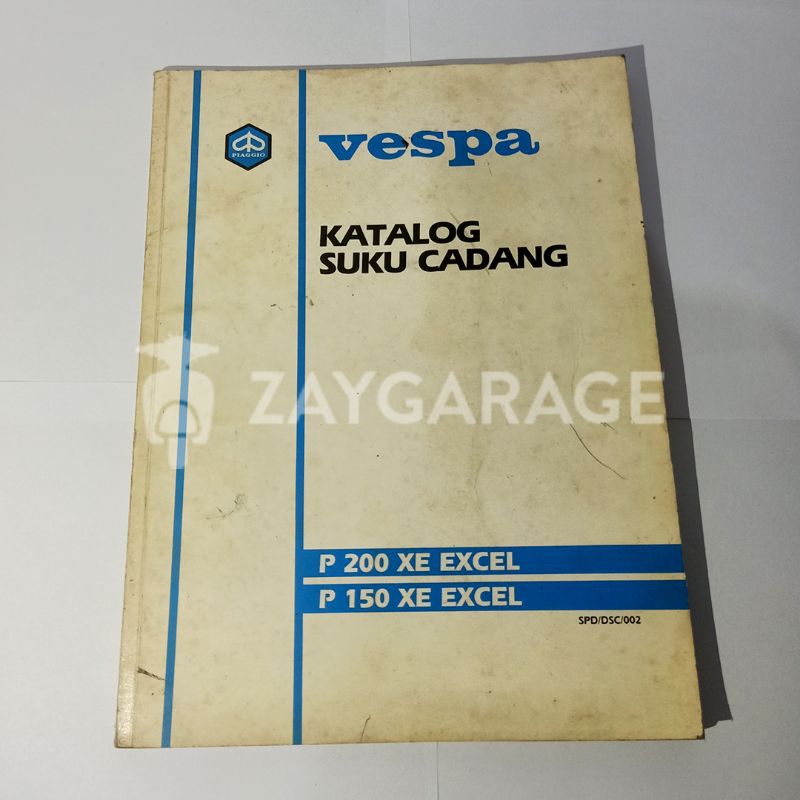 PIAGGIO
vespa
KATALOG
SUKU CADANG
ZAYGARAGE
P 200 XE EXCEL
P 150 XE EXCEL
SPD/DSC/002